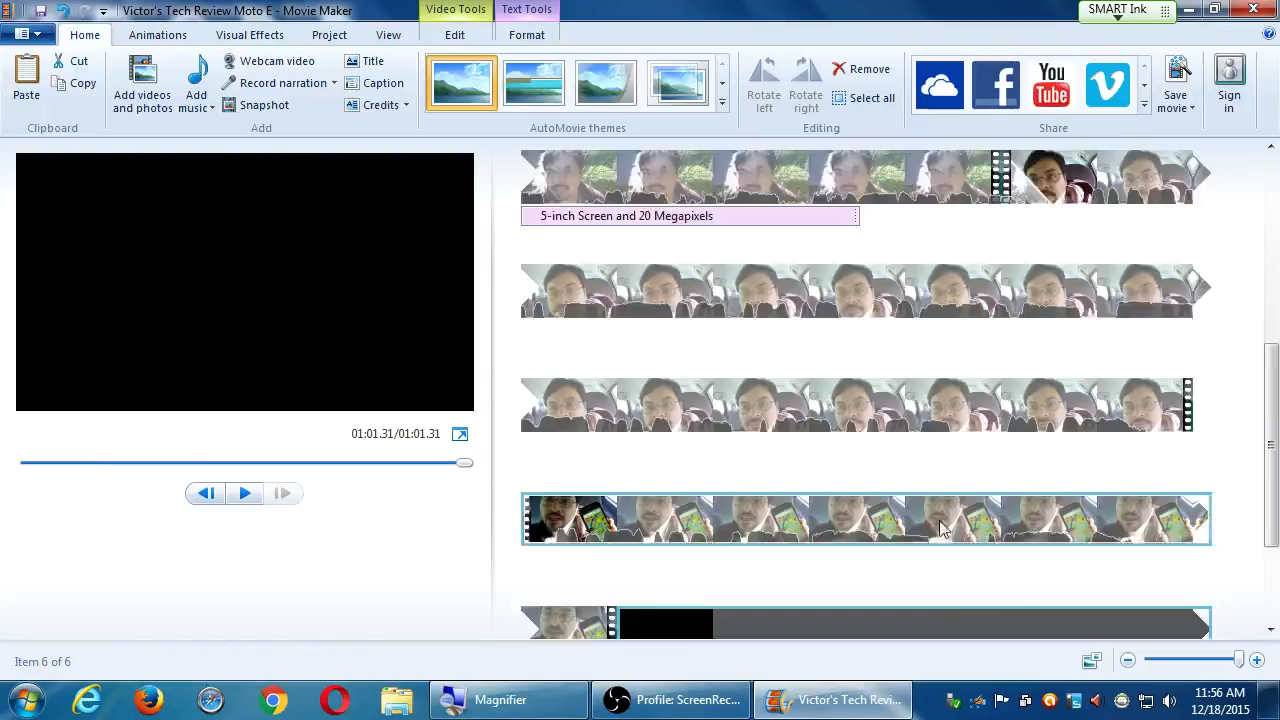 Victor's Tech Review Moto E - Movie Maker
Video Tools
Text Tools
SMART Ink
Home
Animations
Visual Effects
Project
View
Edit
Format
Paste
Cut
Copy
Clipboard
Add videos
and photos
Add
music
Webcam video
Record narration
Snapshot
Title
Caption
Credits
Add
AutoMovie themes
Rotate
left
Rotate
right
Remove
Select all
Editing
You
Tube
Share
Save
movie
Sign
in
5-inch Screen and 20 Megapixels
01:01.31/01:01.31
Item 6 of 6
Magnifier
Profile: ScreenRec...
Victor's Tech Revi...
11:56 AM
12/18/2015